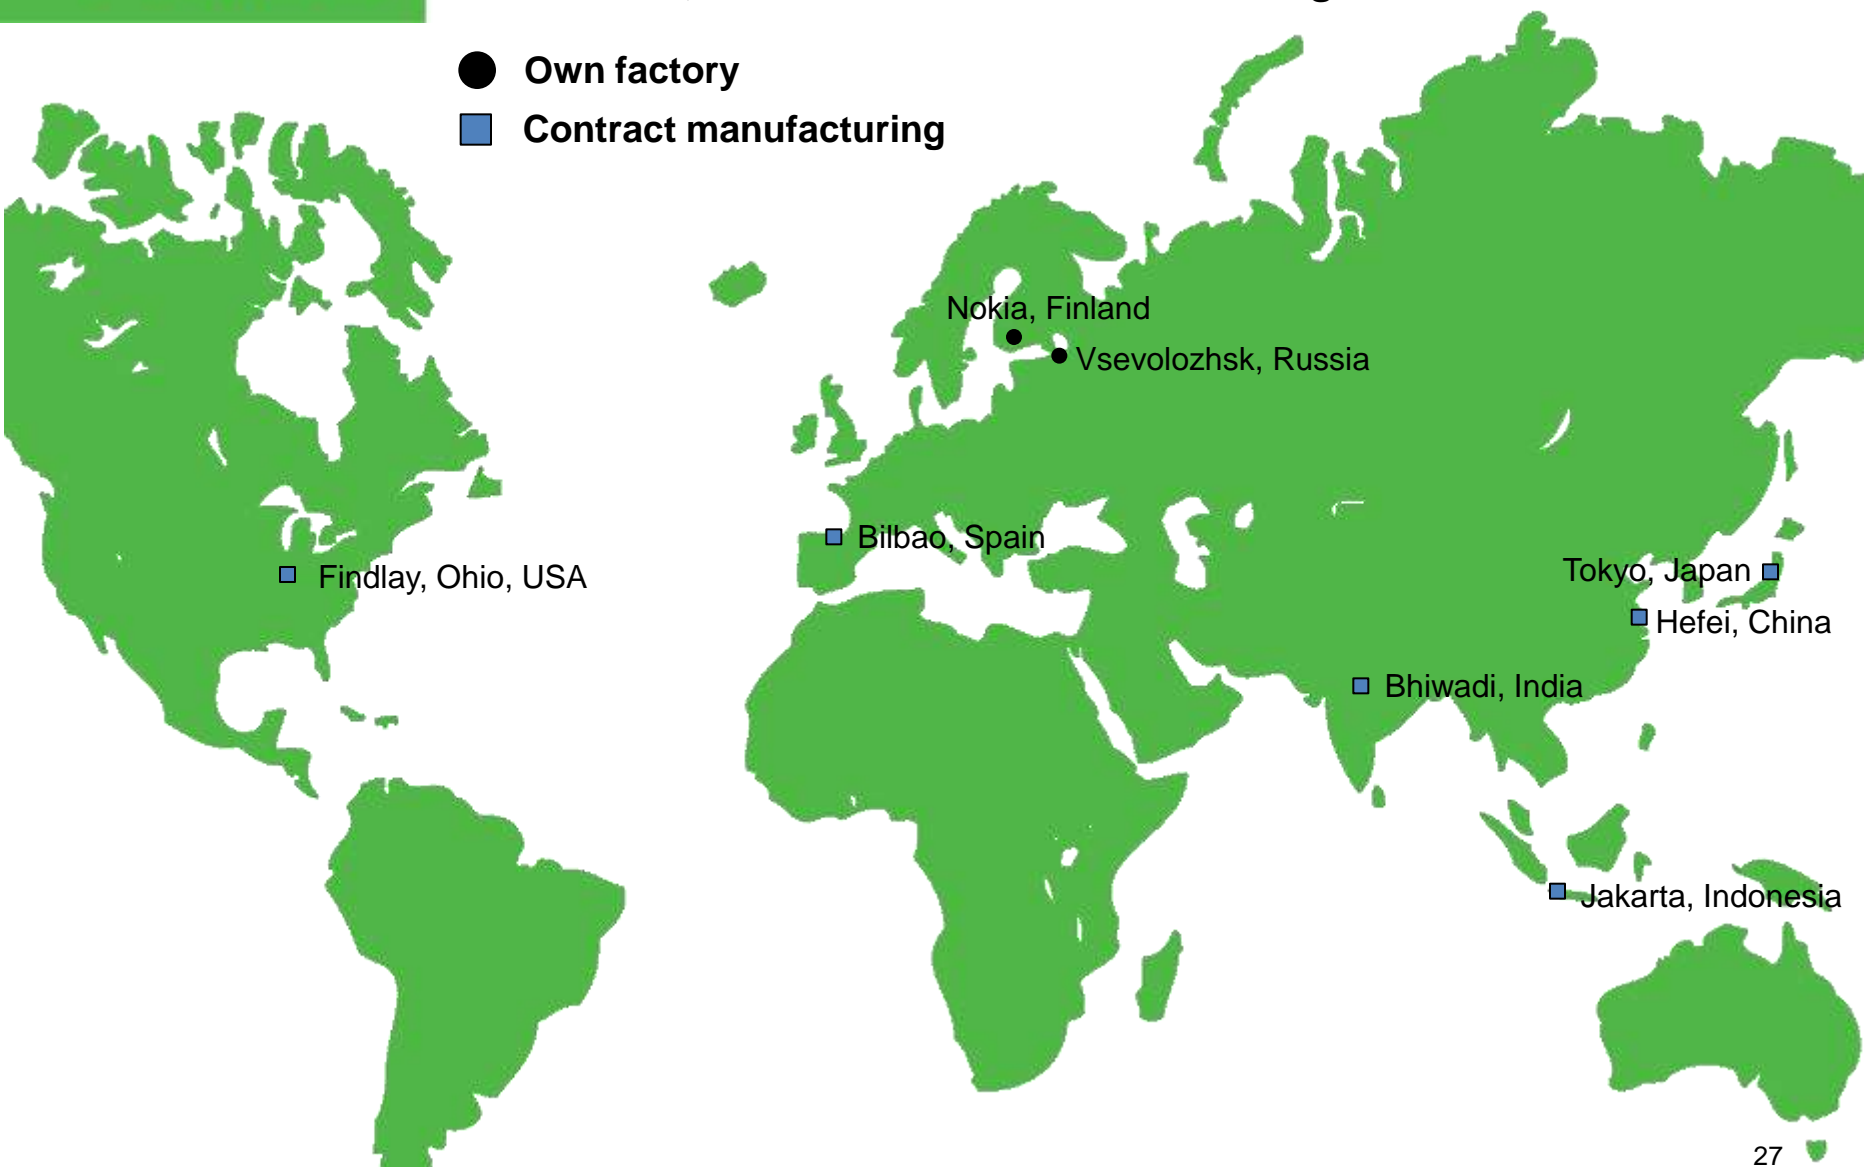 Own factory
Contract manufacturing
Nokia, Finland
Vsevolozhsk, Russia
Bilbao, Spain
Findlay, Ohio, USA
Tokyo, Japan
Hefei, China
Bhiwadi, India
Jakarta, Indonesia
27